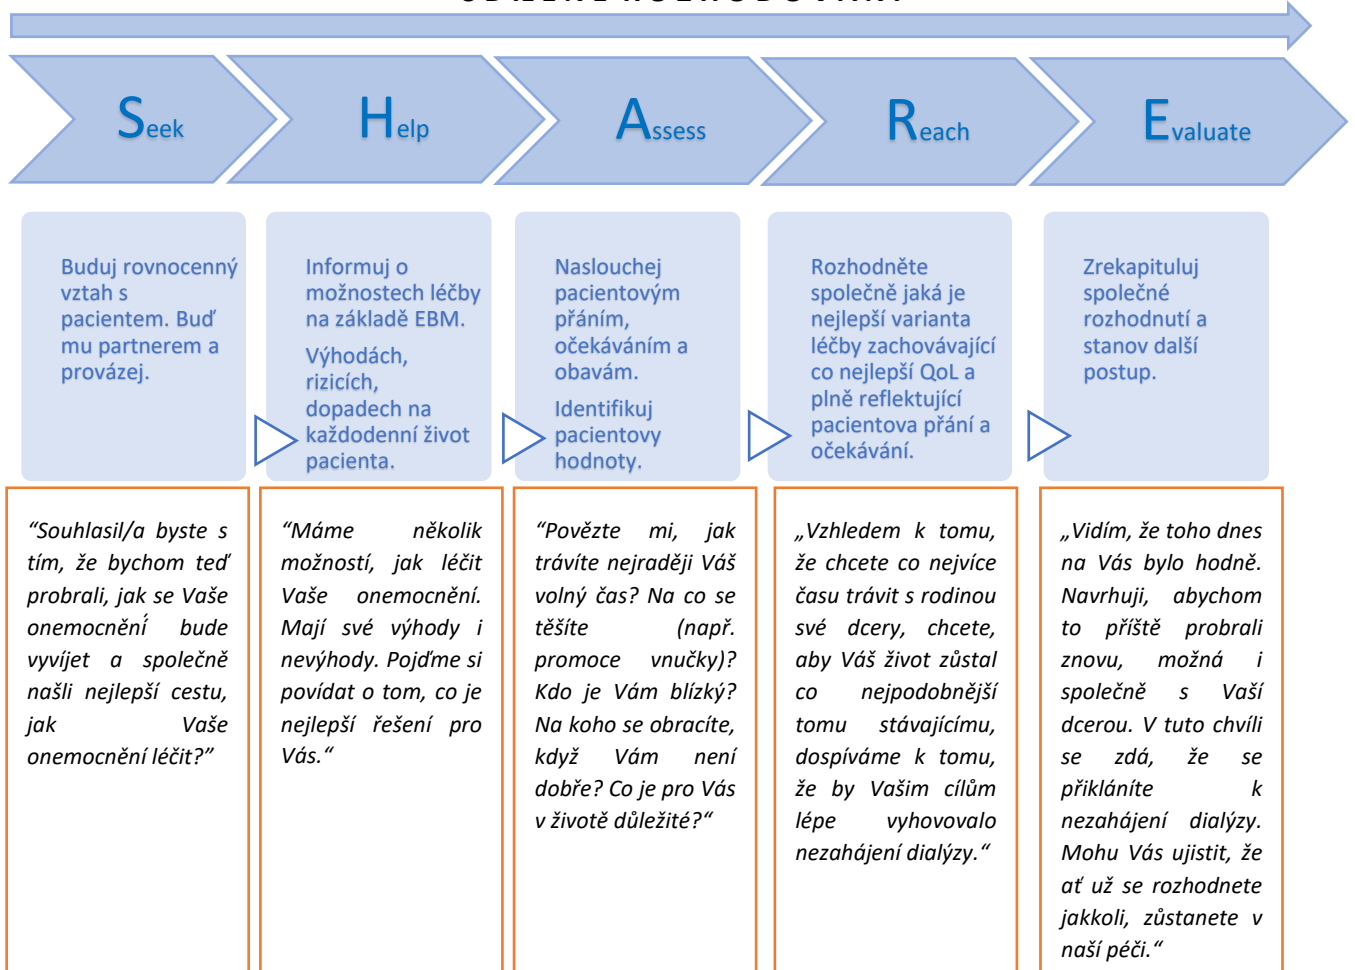 Seek
Help
Assess
Reach
Evaluate
Buduj rovnocenný
vztah s
pacientem. Buď
mu partnerem a
provázej.
Informuj o
možnostech léčby
na základě EBM.
Výhodách,
rizicích,
dopadech na
každodenní život
pacienta.
Naslouchej
pacientovým
přáním,
očekáváním a
obavám.
Identifikuj
pacientovy
hodnoty.
Rozhodněte
společně jaká je
nejlepší varianta
léčby zachovávající
co nejlepší QoL a
plně reflektující
pacientova přání a
očekávání.
Zrekapituluj
společné
rozhodnutí a
stanov další
postup.
“Souhlasil/a byste s
tím, že bychom teď
probrali, jak se Vaše
onemocnění bude
vyvíjet a společně
našli nejlepší cestu,
jak Vaše
onemocnění léčit?”
“Máme několik
možností, jak léčit
Vaše onemocnění.
Mají své výhody i
nevýhody. Pojďme si
povídat o tom, co je
nejlepší řešení pro
Vás.“
“Povězte mi, jak
trávíte nejraději Váš
volný čas? Na co se
těšíte (např.
promoce vnučky)?
Kdo je Vám blízký?
Na koho se obracíte,
když Vám není
dobře? Co je pro Vás
v životě důležité?“
„Vzhledem k tomu,
že chcete co nejvíce
času trávit s rodinou
své dcery, chcete,
aby Váš život zůstal
co nejpodobnější
tomu stávajícímu,
dospíváme k tomu,
že by Vašim cílům
lépe vyhovovalo
nezahájení dialýzy.“
„Vidím, že toho dnes
na Vás bylo hodně.
Navrhuji, abychom
to příště probrali
znovu, možná i
společně s Vaší
dcerou. V tuto chvíli
se zdá, že se
přikláníte k
nezahájení dialýzy.
Mohu Vás ujistit, že
ať už se rozhodnete
jakkoli, zůstanete v
naší péči.“